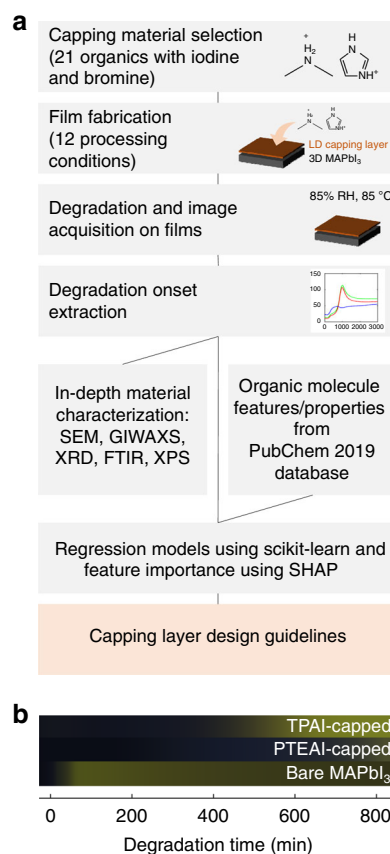 a
Capping material selection
(21 organics with iodine
and bromine)
+
H₂
N
H
N
NH⁺
Film fabrication
(12 processing
conditions)
+
H₂
N
H
N
NH⁺
LD capping layer
3D MAPbI₃
Degradation and image
acquisition on films
85% RH, 85 °C
Degradation onset
extraction
150
100
50
0
0 1000 2000 3000
In-depth material
characterization:
SEM, GIWAXS,
XRD, FTIR, XPS
Organic molecule
features/properties
from
PubChem 2019
database
Regression models using scikit-learn and
feature importance using SHAP
Capping layer design guidelines
b
TPAI-capped
PTEAI-capped
Bare MAPbI₃
0 200 400 600 800
Degradation time (min)